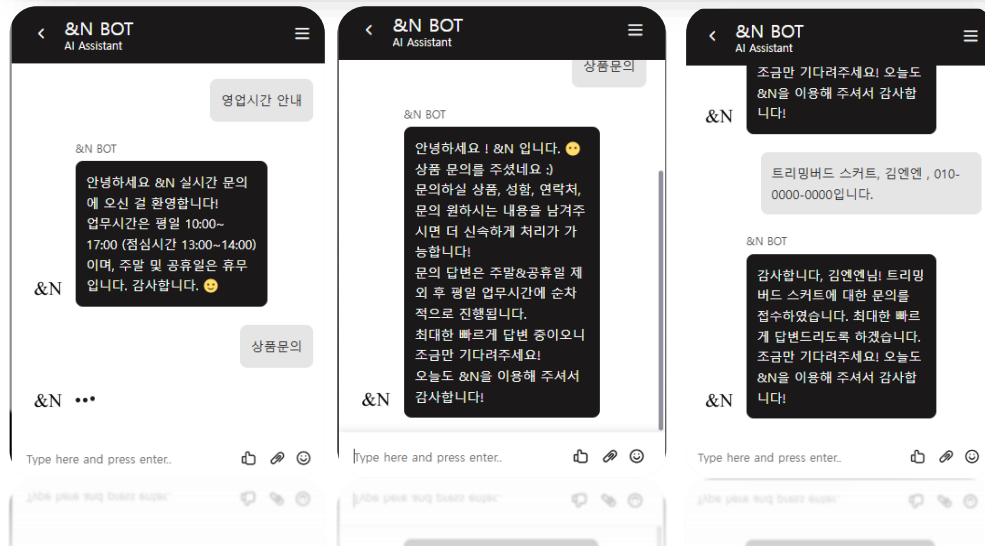 &N BOT
AI Assistant
영업시간 안내
&N BOT
안녕하세요 &N 실시간 문의
에 오신 걸 환영합니다!
업무시간은 평일 10:00~
17:00 (점심시간 13:00~14:00)
이며, 주말 및 공휴일은 휴무
입니다. 감사합니다. 🙂
&N
상품문의
&N •••
Type here and press enter..
&N BOT
AI Assistant
상품문의
&N BOT
안녕하세요 ! &N 입니다. 😶
상품 문의를 주셨네요 :)
문의하실 상품, 성함, 연락처,
문의 원하시는 내용을 남겨주
시면 더 신속하게 처리가 가
능합니다!
문의 답변은 주말&공휴일 제
외 후 평일 업무시간에 순차
적으로 진행됩니다.
최대한 빠르게 답변 중이오니
조금만 기다려주세요!
오늘도 &N을 이용해 주셔서
감사합니다!
&N
Type here and press enter..
&N BOT
AI Assistant
조금만 기다려주세요! 오늘도
&N을 이용해 주셔서 감사합
니다!
&N
트리밍버드 스커트, 김엔엔 , 010-
0000-0000입니다.
&N BOT
감사합니다, 김엔엔님! 트리밍
버드 스커트에 대한 문의를
접수하였습니다. 최대한 빠르
게 답변드리도록 하겠습니다.
조금만 기다려주세요! 오늘도
&N을 이용해 주셔서 감사합
니다!
&N
Type here and press enter..